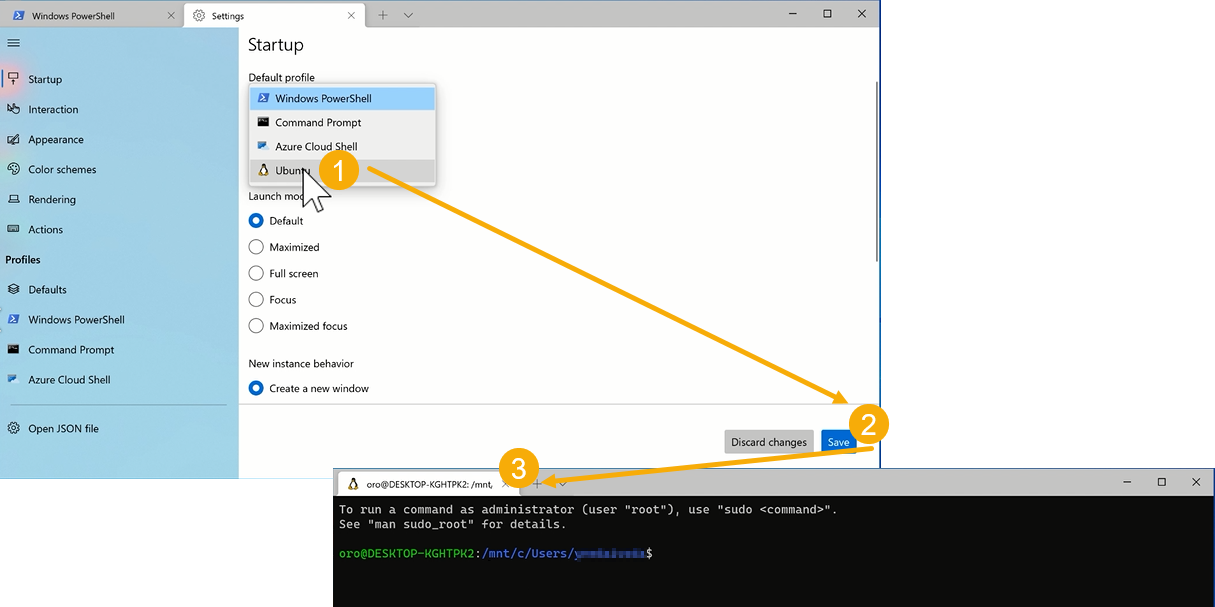 Windows PowerShell
Settings
Startup
Interaction
Appearance
Color schemes
Rendering
Actions
Profiles
Defaults
Windows PowerShell
Command Prompt
Azure Cloud Shell
Open JSON file
Startup
Default profile
Windows PowerShell
Command Prompt
Azure Cloud Shell
Ubuntu
1
Launch mode
Default
Maximized
Full screen
Focus
Maximized focus
New instance behavior
Create a new window
Discard changes
Save
2
3
oro@DESKTOP-KGHTPK2: /mnt/
To run a command as administrator (user "root"), use "sudo <command>".
See "man sudo_root" for details.
oro@DESKTOP-KGHTPK2:/mnt/c/Users/ $